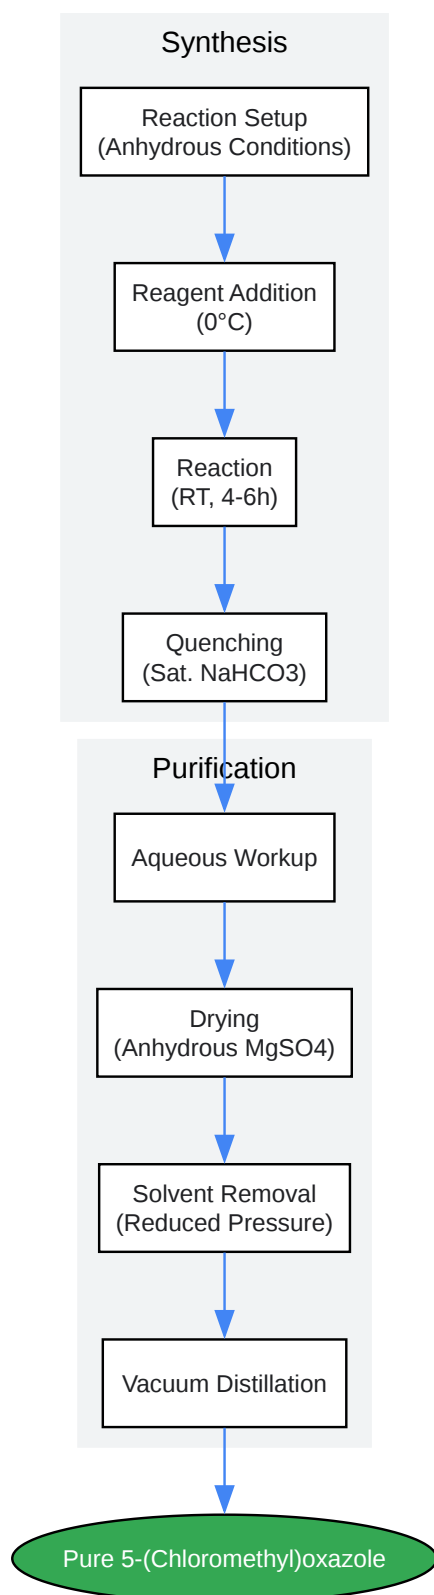 Synthesis
Reaction Setup
(Anhydrous Conditions)
Reagent Addition
(0°C)
Reaction
(RT, 4-6h)
Quenching
(Sat. NaHCO3)
Purification
Aqueous Workup
Drying
(Anhydrous MgSO4)
Solvent Removal
(Reduced Pressure)
Vacuum Distillation
Pure 5-(Chloromethyl)oxazole